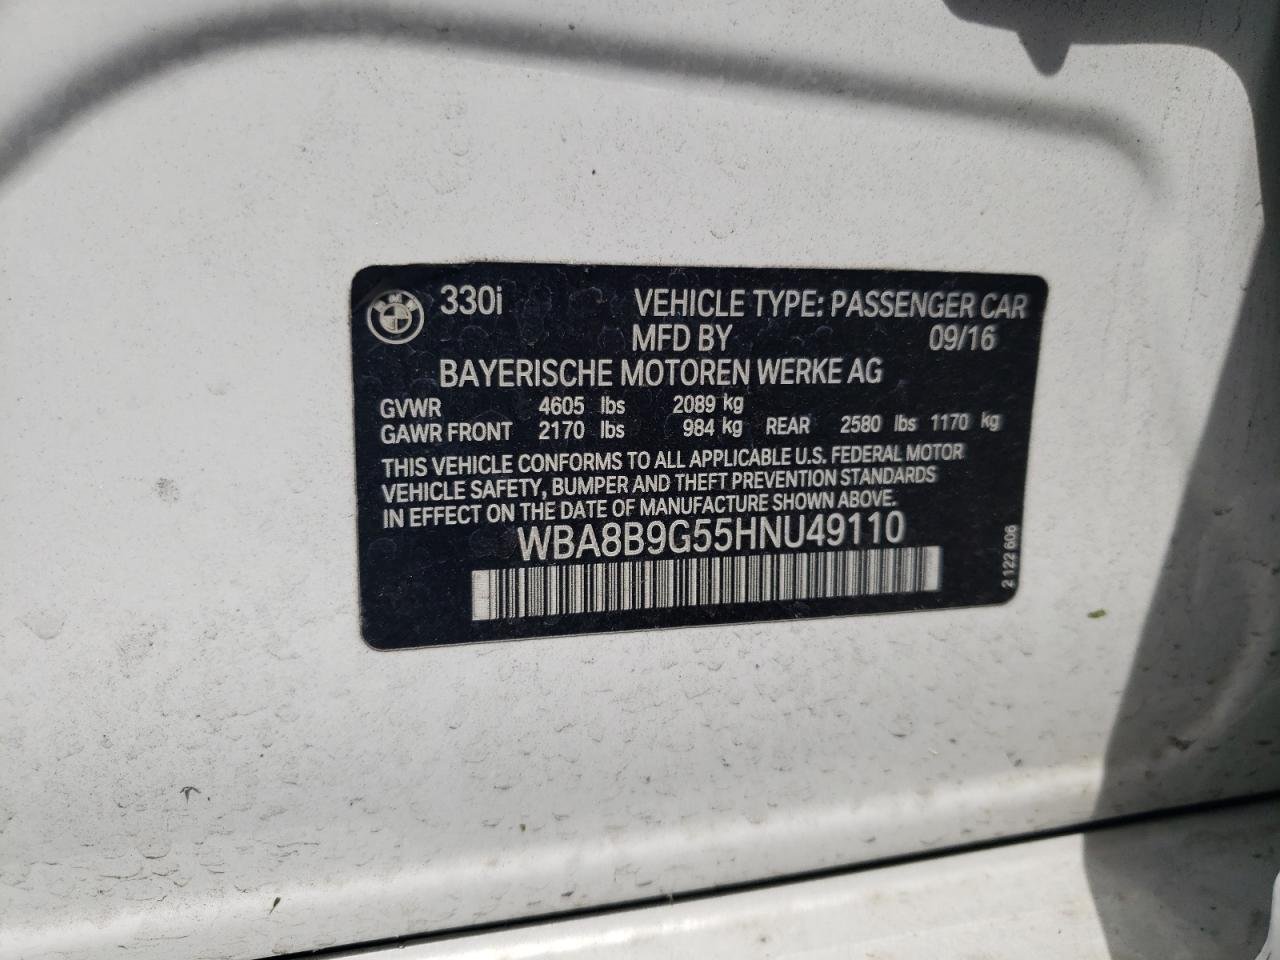 BMW 330i VEHICLE TYPE: PASSENGER CAR
MFD BY 09/16
BAYERISCHE MOTOREN WERKE AG
GVWR 4605 lbs 2089 kg
GAWR FRONT 2170 lbs 984 kg REAR 2580 lbs 1170 kg
THIS VEHICLE CONFORMS TO ALL APPLICABLE U.S. FEDERAL MOTOR
VEHICLE SAFETY, BUMPER AND THEFT PREVENTION STANDARDS
IN EFFECT ON THE DATE OF MANUFACTURE SHOWN ABOVE.
WBA8B9G55HNU49110
2 122 606